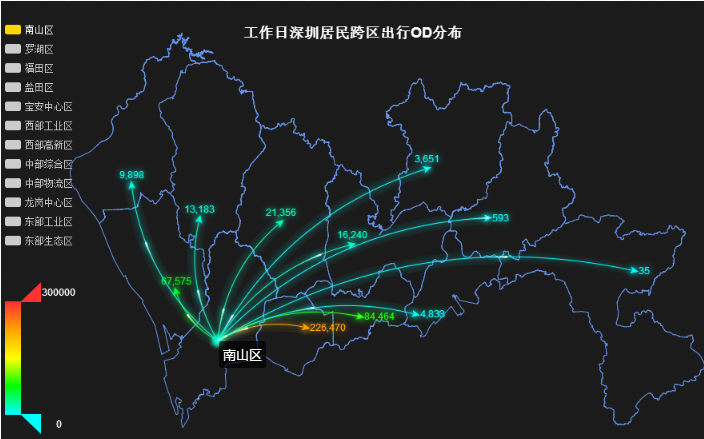 工作日深圳居民跨区出行OD分布
南山区
罗湖区
福田区
盐田区
宝安中心区
西部工业区
西部高新区
中部综合区
中部物流区
龙岗中心区
东部工业区
东部生态区
3,651
9,898
13,183
21,356
593
16,240
35
67,575
300000
4,833
84,464
226,470
南山区
0